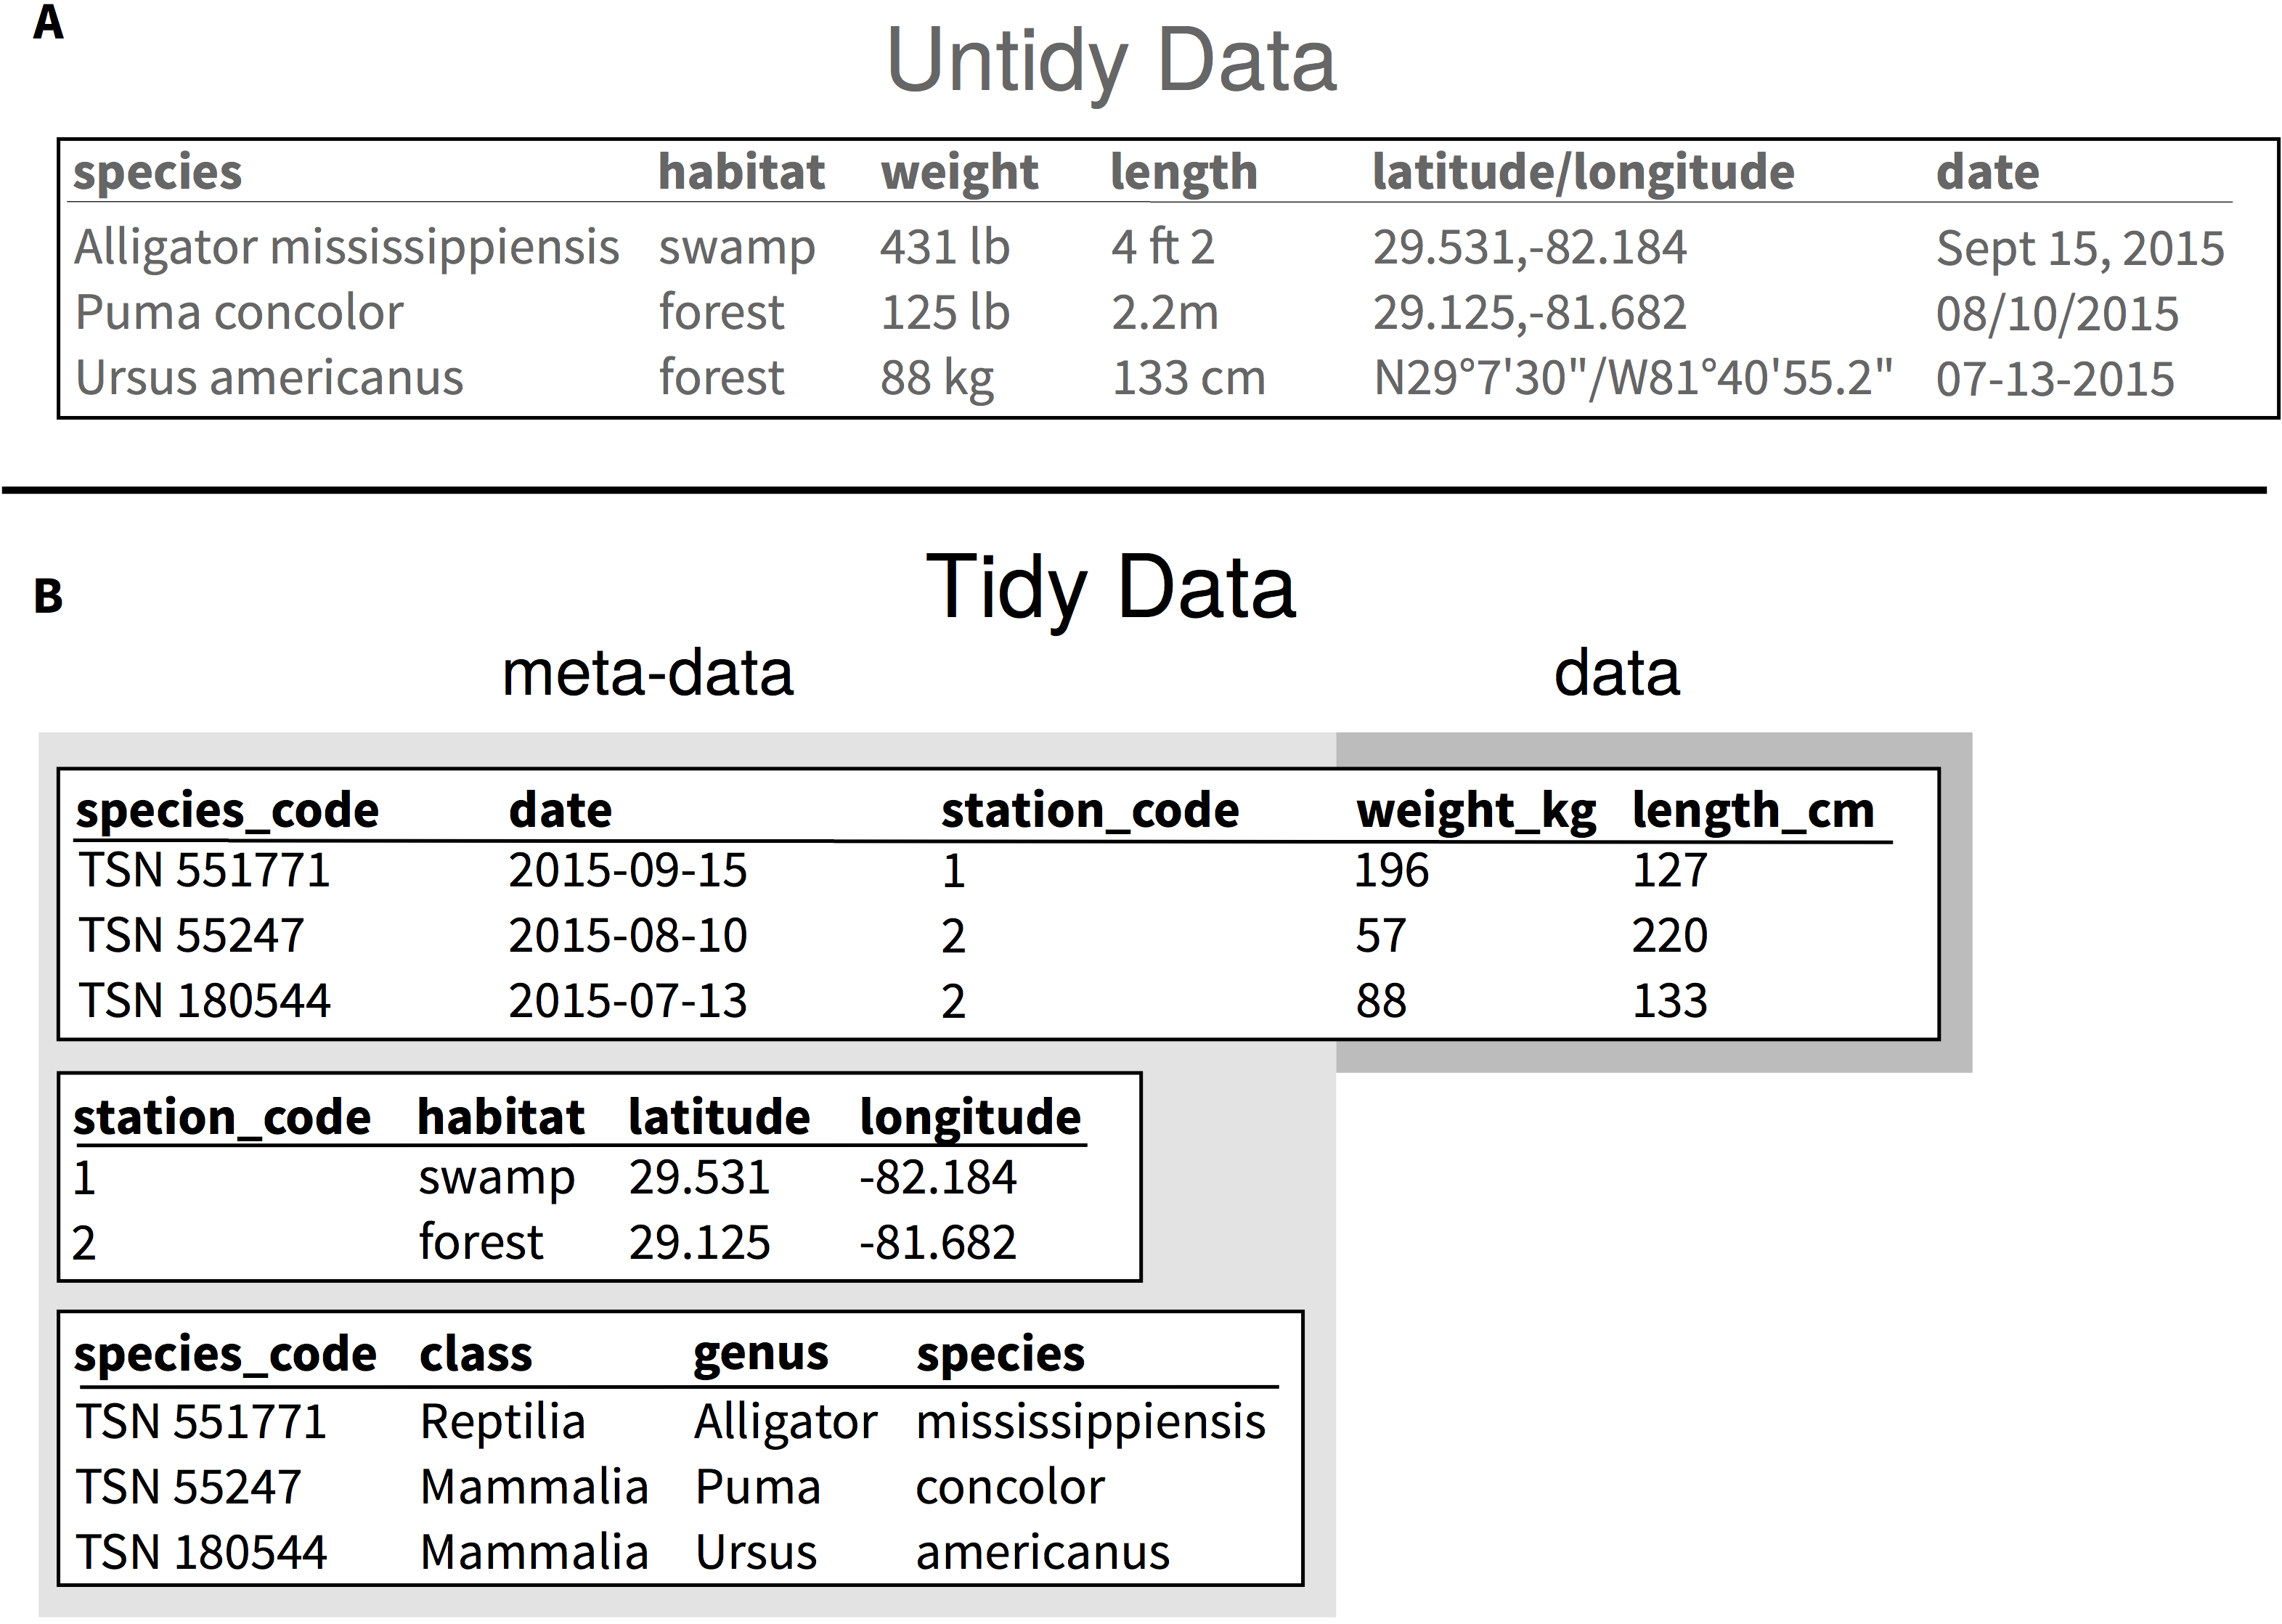 A
Untidy Data
species habitat weight length latitude/longitude date
Alligator mississippiensis swamp 431 lb 4 ft 2 29.531,-82.184 Sept 15, 2015
Puma concolor forest 125 lb 2.2m 29.125,-81.682 08/10/2015
Ursus americanus forest 88 kg 133 cm N29°7'30"/W81°40'55.2" 07-13-2015
B
Tidy Data
meta-data data
species_code date station_code weight_kg length_cm
TSN 551771 2015-09-15 1 196 127
TSN 55247 2015-08-10 2 57 220
TSN 180544 2015-07-13 2 88 133
station_code habitat latitude longitude
1 swamp 29.531 -82.184
2 forest 29.125 -81.682
species_code class genus species
TSN 551771 Reptilia Alligator mississippiensis
TSN 55247 Mammalia Puma concolor
TSN 180544 Mammalia Ursus americanus